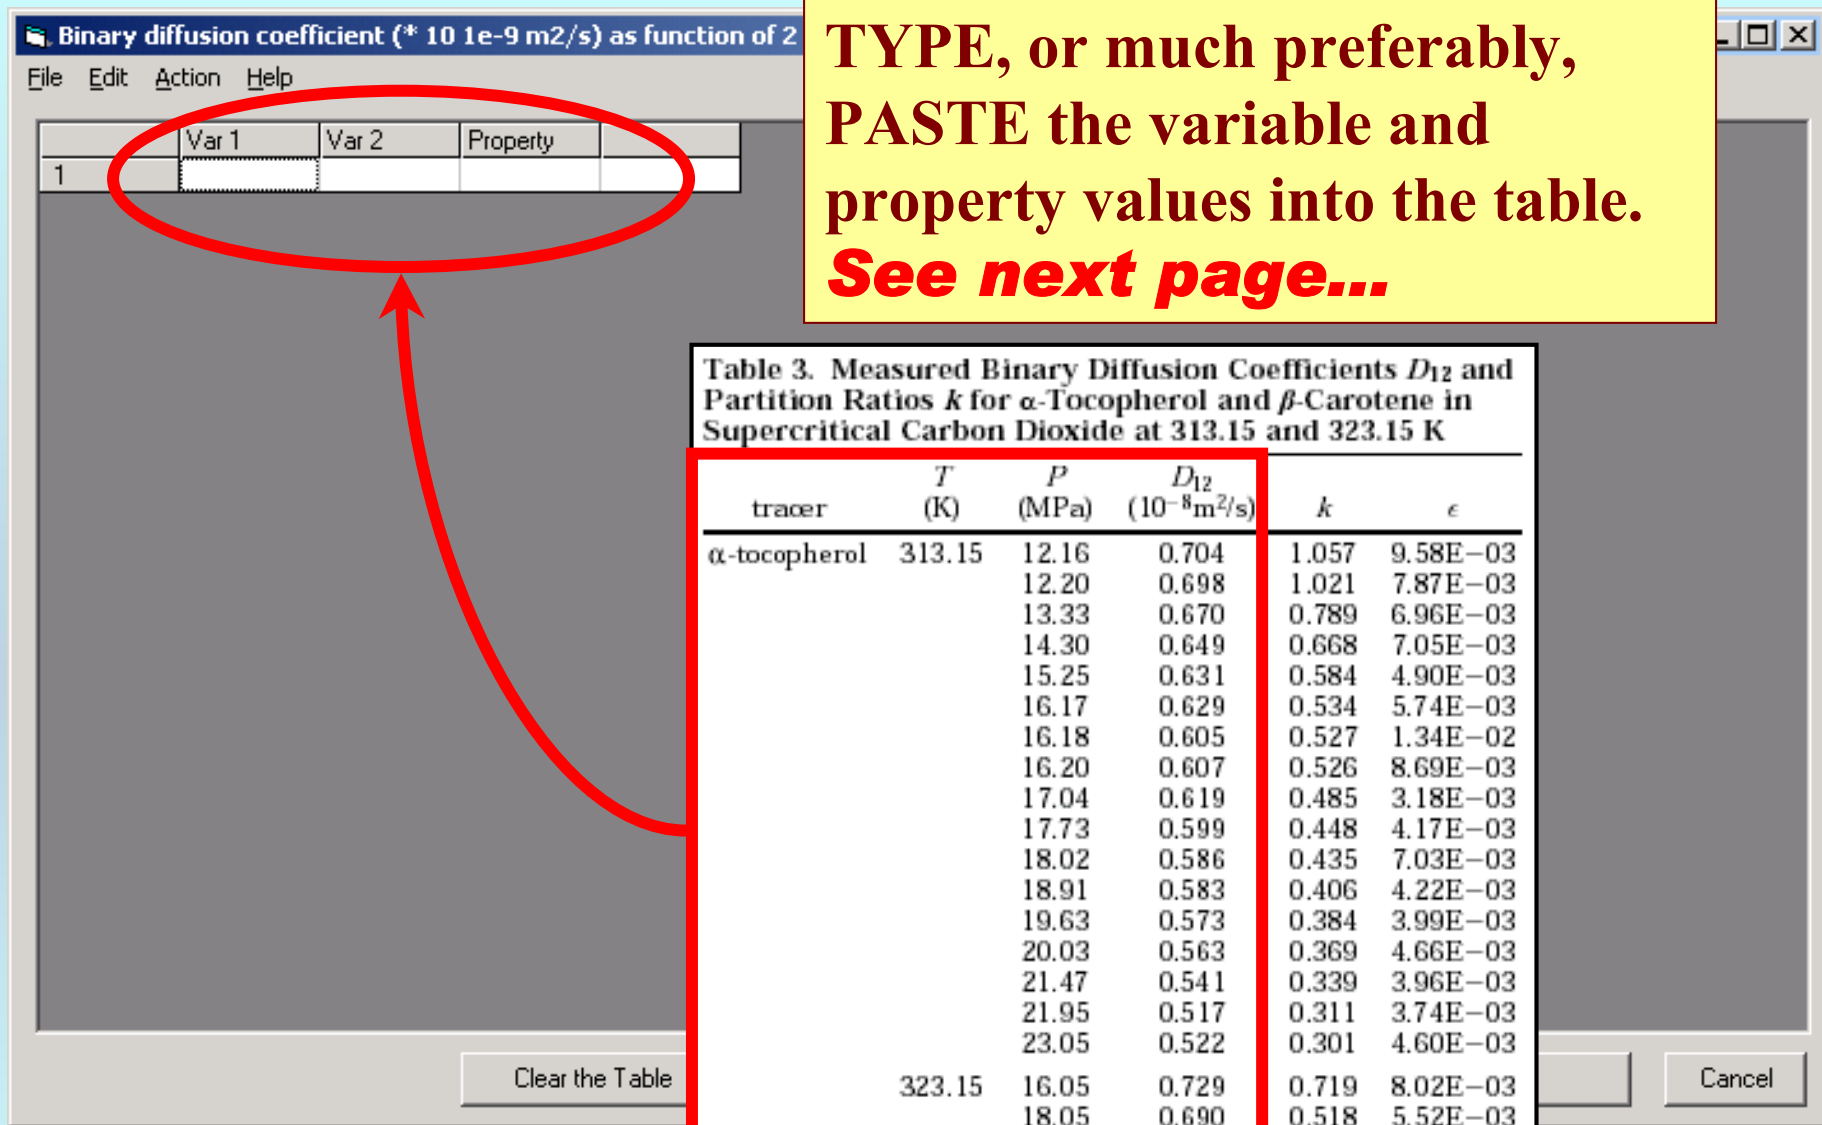 Binary diffusion coefficient (* 10 1e-9 m2/s) as function of 2
File Edit Action Help
Var 1 Var 2 Property
1
TYPE, or much preferably,
PASTE the variable and
property values into the table.
See next page...
Table 3. Measured Binary Diffusion Coefficients D12 and
Partition Ratios k for α-Tocopherol and β-Carotene in
Supercritical Carbon Dioxide at 313.15 and 323.15 K
T P D12
tracer (K) (MPa) (10−8m2/s) k ϵ
α-tocopherol 313.15 12.16 0.704 1.057 9.58E−03
12.20 0.698 1.021 7.87E−03
13.33 0.670 0.789 6.96E−03
14.30 0.649 0.668 7.05E−03
15.25 0.631 0.584 4.90E−03
16.17 0.629 0.534 5.74E−03
16.18 0.605 0.527 1.34E−02
16.20 0.607 0.526 8.69E−03
17.04 0.619 0.485 3.18E−03
17.73 0.599 0.448 4.17E−03
18.02 0.586 0.435 7.03E−03
18.91 0.583 0.406 4.22E−03
19.63 0.573 0.384 3.99E−03
20.03 0.563 0.369 4.66E−03
21.47 0.541 0.339 3.96E−03
21.95 0.517 0.311 3.74E−03
23.05 0.522 0.301 4.60E−03
323.15 16.05 0.729 0.719 8.02E−03
18.05 0.690 0.518 5.52E−03
Clear the Table
Cancel